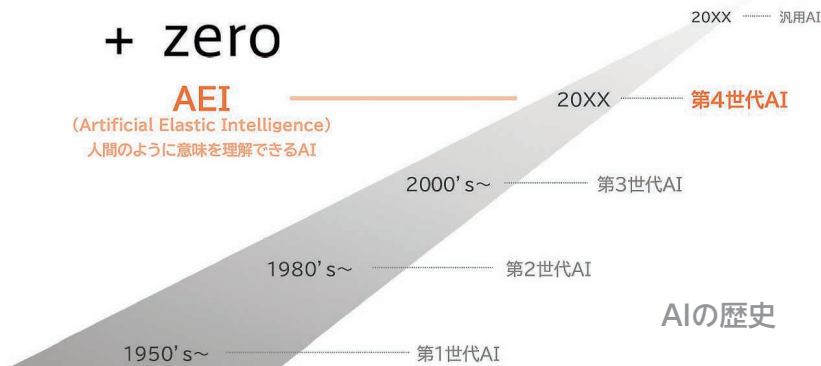 20XX 汎用AI
+ zero
AEI
20XX 第4世代AI
(Artificial Elastic Intelligence)
人間のように意味を理解できるAI
2000's~ 第3世代AI
1980's~ 第2世代AI
AIの歴史
1950's~ 第1世代AI